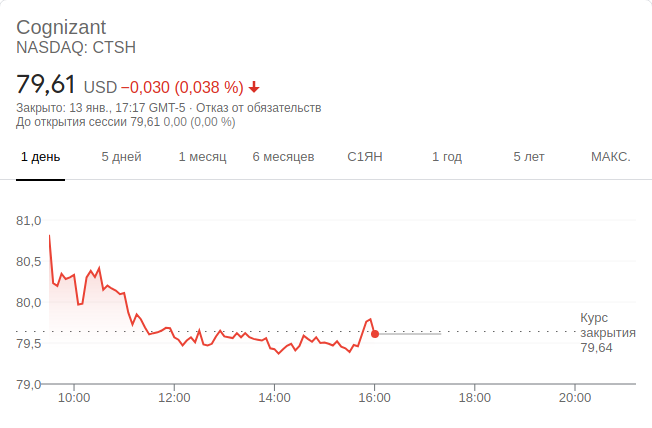 Cognizant
NASDAQ: CTSH
79,61 USD −0,030 (0,038 %)
Закрыто: 13 янв., 17:17 GMT-5 · Отказ от обязательств
До открытия сессии 79,61 0,00 (0,00 %)
1 день 5 дней 1 месяц 6 месяцев С1ЯН 1 год 5 лет МАКС.
81,0
80,5
80,0
79,5
79,0
Курс
закрытия
79,64
10:00 12:00 14:00 16:00 18:00 20:00